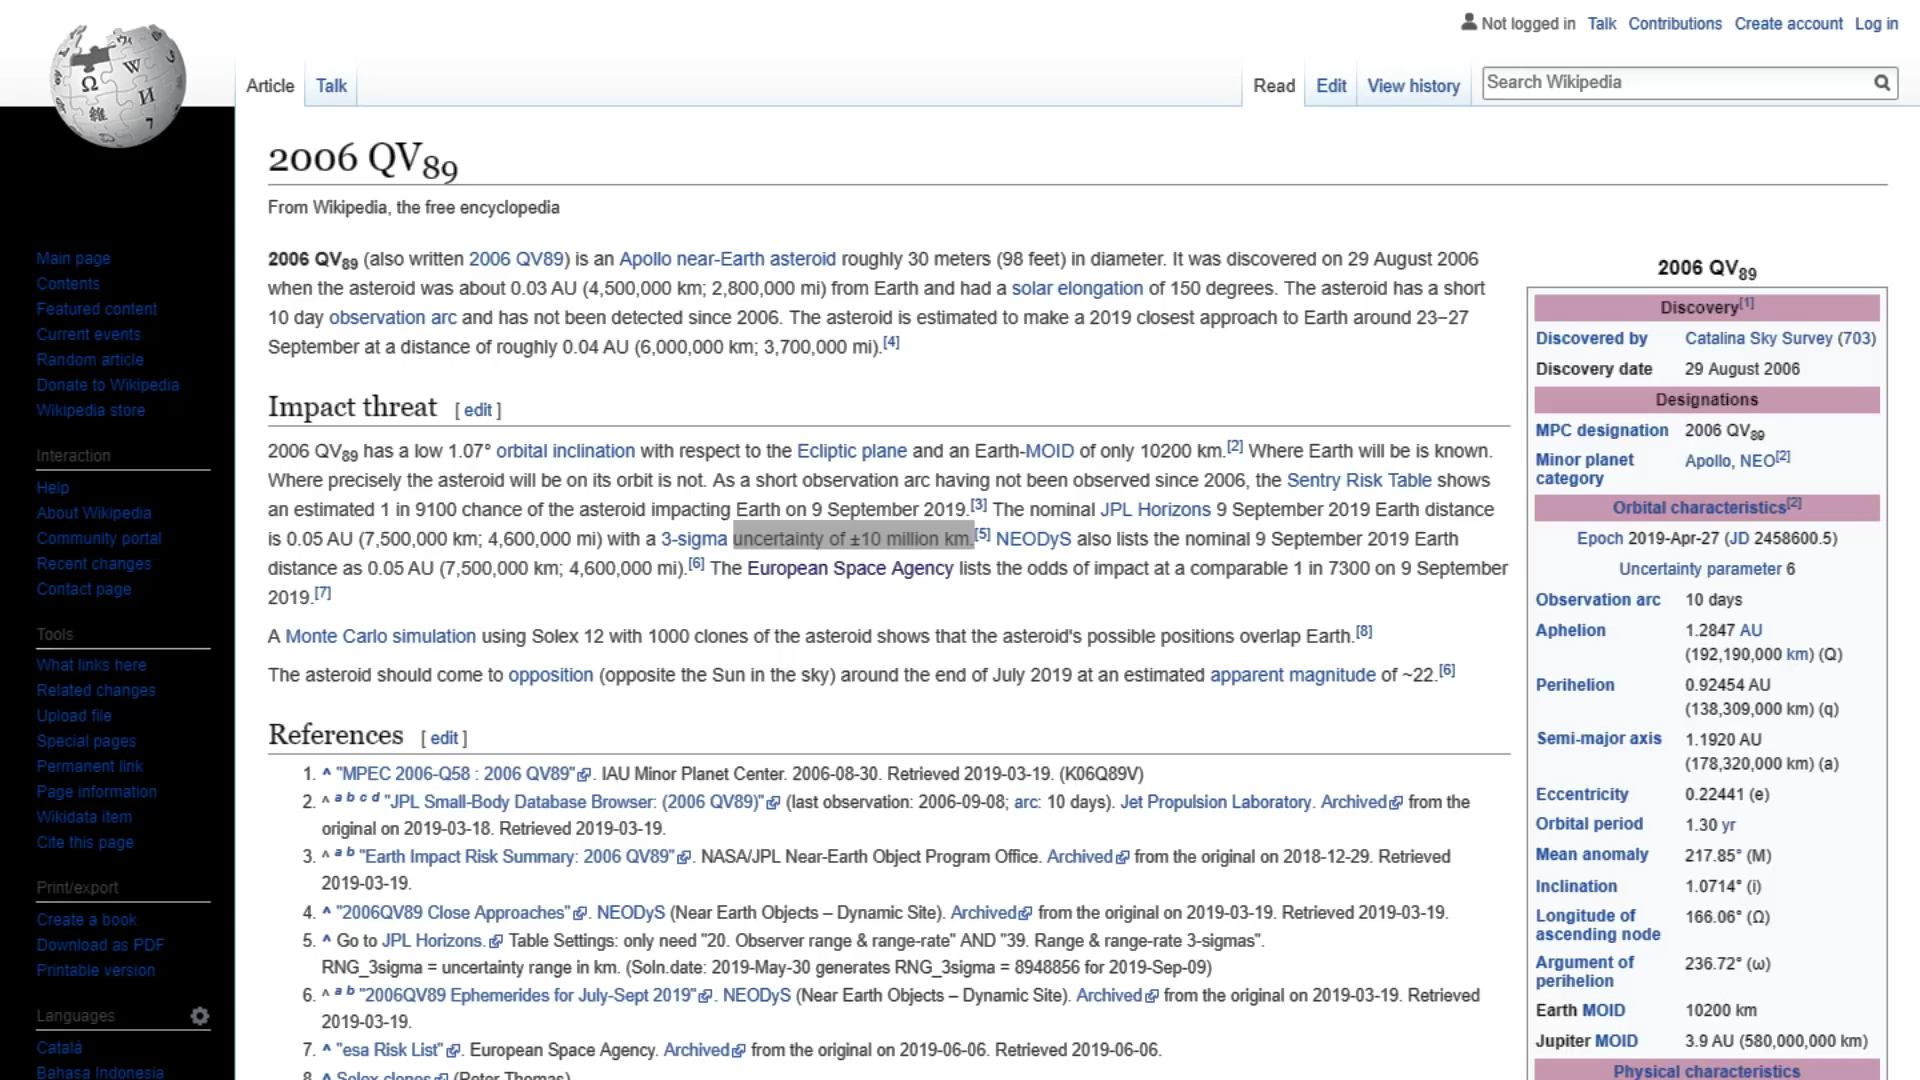 Not logged in Talk Contributions Create account Log in
Article Talk Read Edit View history Search Wikipedia
2006 QV89
From Wikipedia, the free encyclopedia
Main page
Contents
Featured content
Current events
Random article
Donate to Wikipedia
Wikipedia store
Interaction
Help
About Wikipedia
Community portal
Recent changes
Contact page
Tools
What links here
Related changes
Upload file
Special pages
Permanent link
Page information
Wikidata item
Cite this page
Print/export
Create a book
Download as PDF
Printable version
Languages
Català
Bahasa Indonesia
2006 QV89 (also written 2006 QV89) is an Apollo near-Earth asteroid roughly 30 meters (98 feet) in diameter. It was discovered on 29 August 2006
when the asteroid was about 0.03 AU (4,500,000 km; 2,800,000 mi) from Earth and had a solar elongation of 150 degrees. The asteroid has a short
10 day observation arc and has not been detected since 2006. The asteroid is estimated to make a 2019 closest approach to Earth around 23–27
September at a distance of roughly 0.04 AU (6,000,000 km; 3,700,000 mi).[4]
Impact threat [ edit ]
2006 QV89 has a low 1.07° orbital inclination with respect to the Ecliptic plane and an Earth-MOID of only 10200 km.[2] Where Earth will be is known.
Where precisely the asteroid will be on its orbit is not. As a short observation arc having not been observed since 2006, the Sentry Risk Table shows
an estimated 1 in 9100 chance of the asteroid impacting Earth on 9 September 2019.[3] The nominal JPL Horizons 9 September 2019 Earth distance
is 0.05 AU (7,500,000 km; 4,600,000 mi) with a 3-sigma uncertainty of ±10 million km.[5] NEODyS also lists the nominal 9 September 2019 Earth
distance as 0.05 AU (7,500,000 km; 4,600,000 mi).[6] The European Space Agency lists the odds of impact at a comparable 1 in 7300 on 9 September
2019.[7]
A Monte Carlo simulation using Solex 12 with 1000 clones of the asteroid shows that the asteroid's possible positions overlap Earth.[8]
The asteroid should come to opposition (opposite the Sun in the sky) around the end of July 2019 at an estimated apparent magnitude of ~22.[6]
References [ edit ]
1. ^ "MPEC 2006-Q58 : 2006 QV89". IAU Minor Planet Center. 2006-08-30. Retrieved 2019-03-19. (K06Q89V)
2. ^ a b c d "JPL Small-Body Database Browser: (2006 QV89)" (last observation: 2006-09-08; arc: 10 days). Jet Propulsion Laboratory. Archived from the
original on 2019-03-18. Retrieved 2019-03-19.
3. ^ a b "Earth Impact Risk Summary: 2006 QV89". NASA/JPL Near-Earth Object Program Office. Archived from the original on 2018-12-29. Retrieved
2019-03-19.
4. ^ "2006QV89 Close Approaches". NEODyS (Near Earth Objects – Dynamic Site). Archived from the original on 2019-03-19. Retrieved 2019-03-19.
5. ^ Go to JPL Horizons. Table Settings: only need "20. Observer range & range-rate" AND "39. Range & range-rate 3-sigmas".
RNG_3sigma = uncertainty range in km. (Soln.date: 2019-May-30 generates RNG_3sigma = 8948856 for 2019-Sep-09)
6. ^ a b "2006QV89 Ephemerides for July-Sept 2019". NEODyS (Near Earth Objects – Dynamic Site). Archived from the original on 2019-03-19. Retrieved
2019-03-19.
7. ^ "esa Risk List". European Space Agency. Archived from the original on 2019-06-06. Retrieved 2019-06-06.
8. ^ Solex clones (Peter Thomas)
2006 QV89
Discovery[1]
Discovered by Catalina Sky Survey (703)
Discovery date 29 August 2006
Designations
MPC designation 2006 QV89
Minor planet category Apollo, NEO[2]
Orbital characteristics[2]
Epoch 2019-Apr-27 (JD 2458600.5)
Uncertainty parameter 6
Observation arc 10 days
Aphelion 1.2847 AU
(192,190,000 km) (Q)
Perihelion 0.92454 AU
(138,309,000 km) (q)
Semi-major axis 1.1920 AU
(178,320,000 km) (a)
Eccentricity 0.22441 (e)
Orbital period 1.30 yr
Mean anomaly 217.85° (M)
Inclination 1.0714° (i)
Longitude of ascending node 166.06° (Ω)
Argument of perihelion 236.72° (ω)
Earth MOID 10200 km
Jupiter MOID 3.9 AU (580,000,000 km)
Physical characteristics